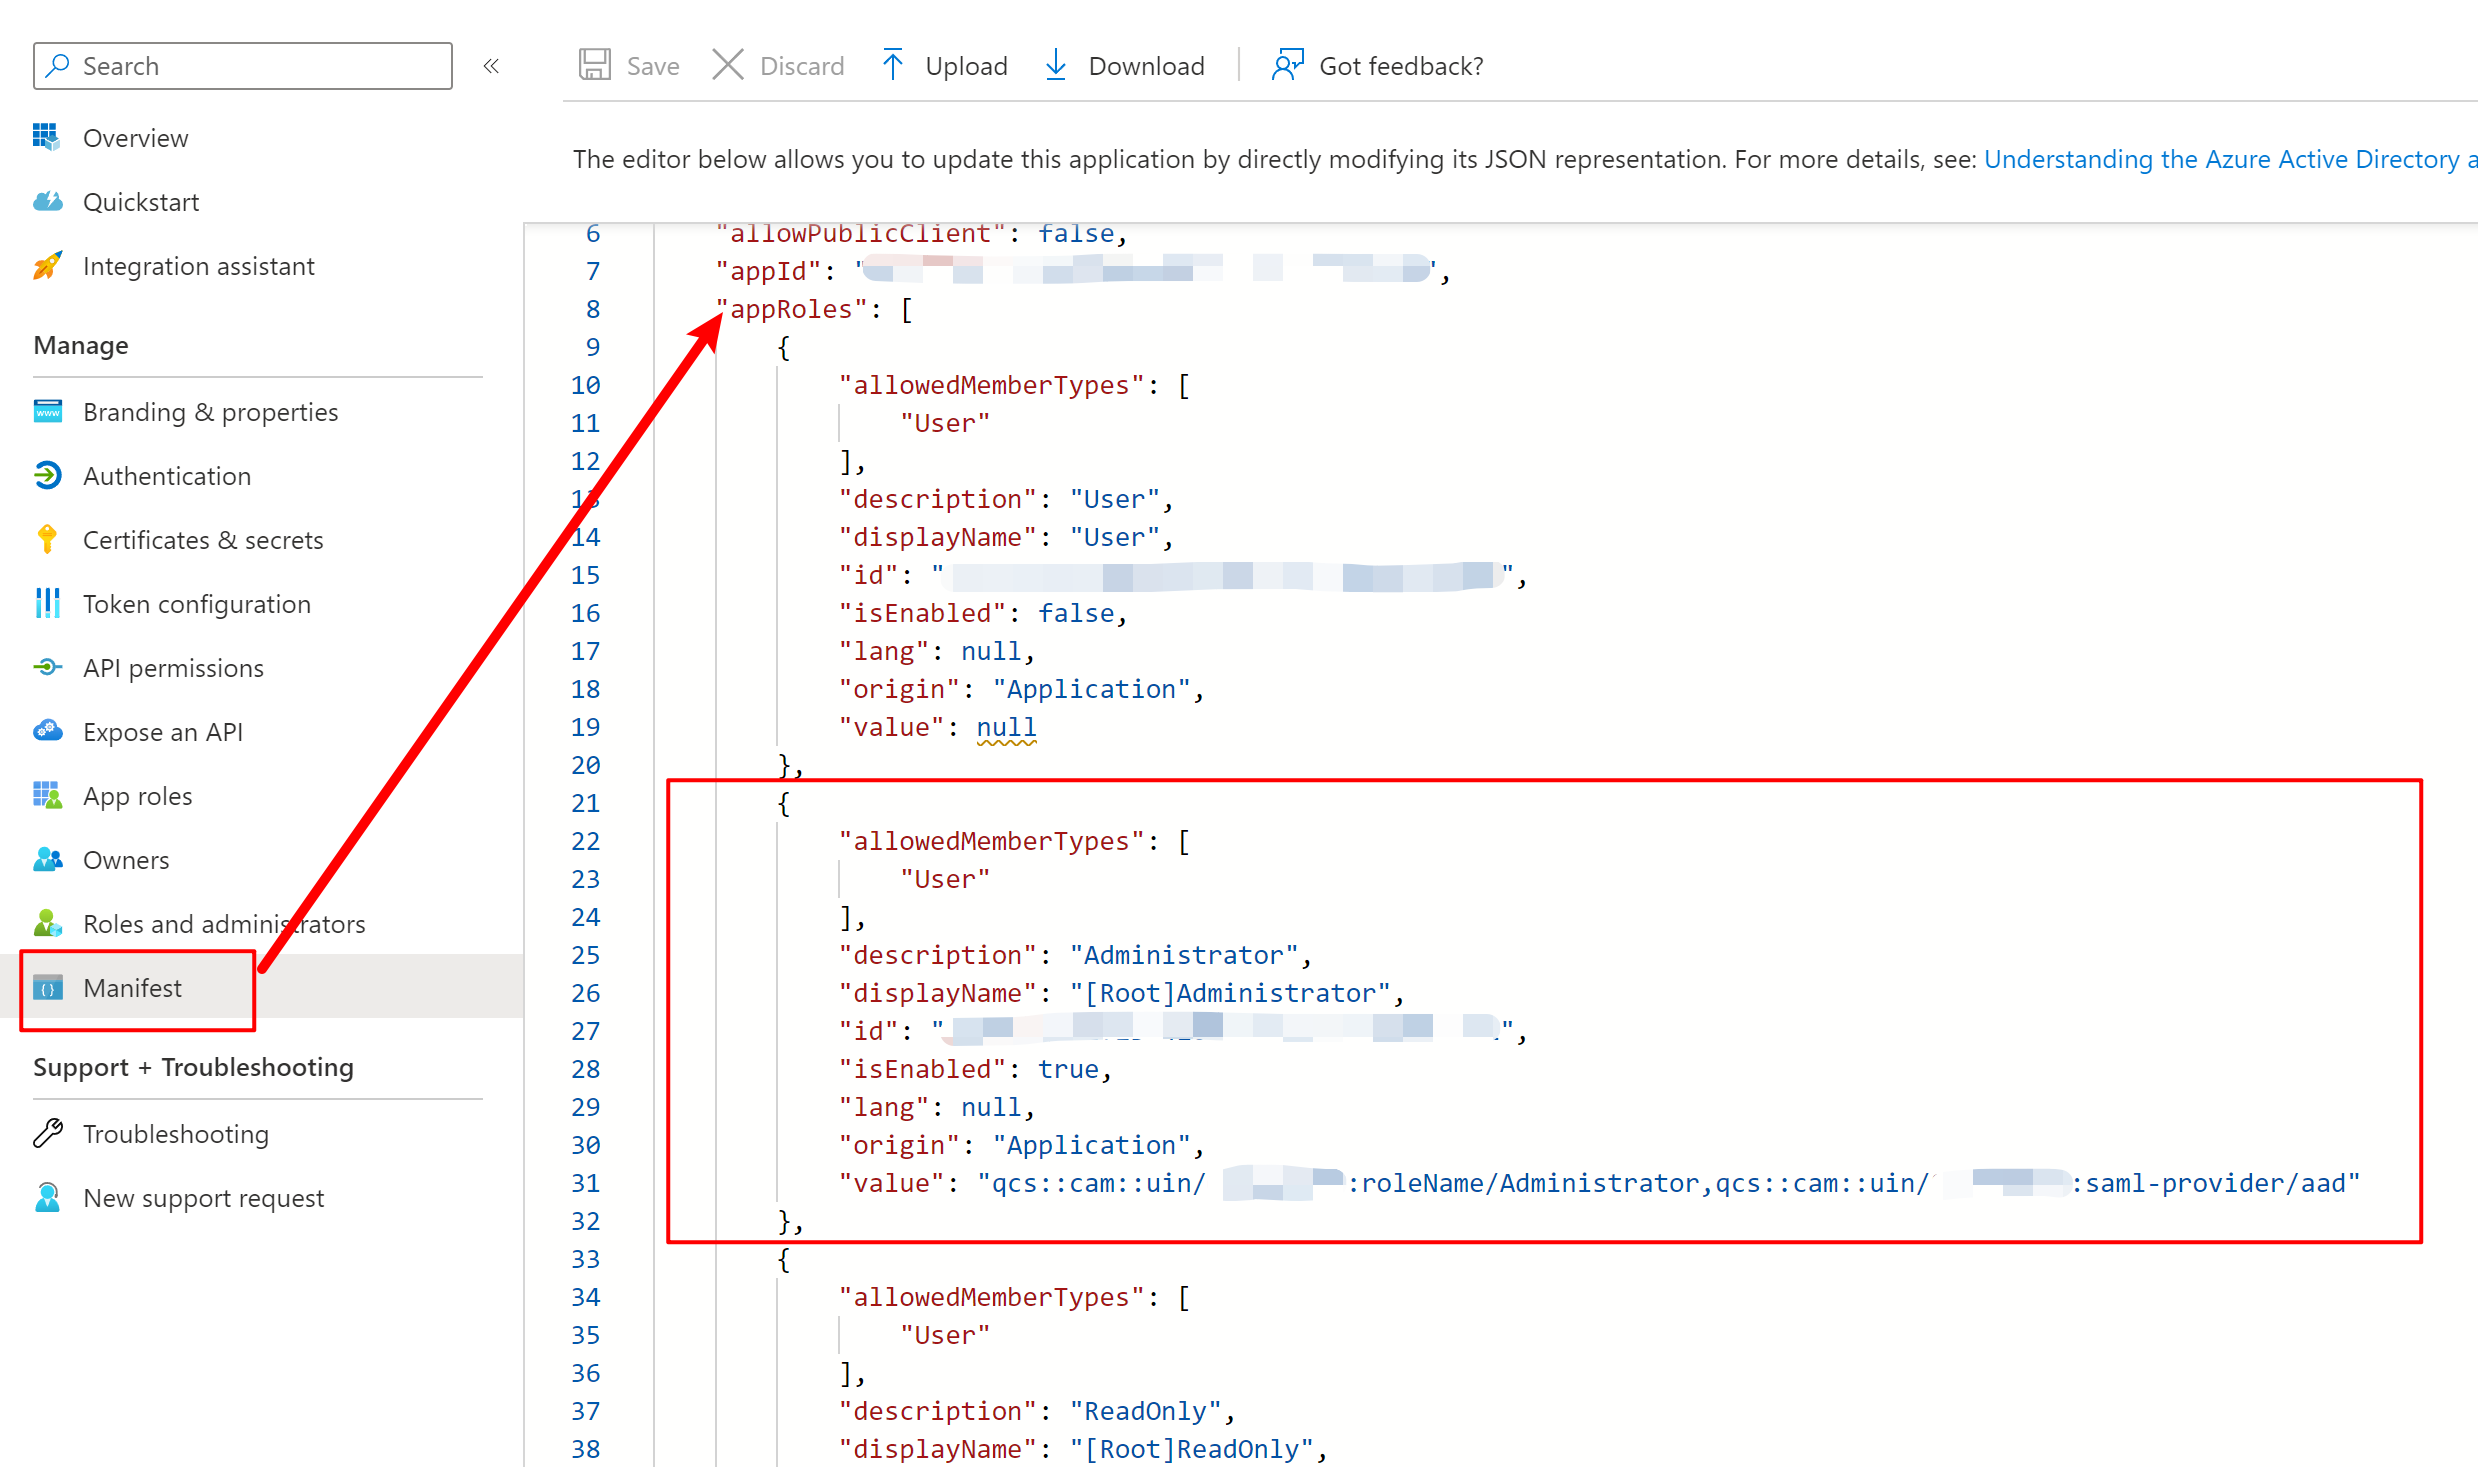 Search
«
Save
Discard
Upload
Download
Got feedback?
Overview
Quickstart
Integration assistant
Manage
Branding & properties
Authentication
Certificates & secrets
Token configuration
API permissions
Expose an API
App roles
Owners
Roles and administrators
Manifest
Support + Troubleshooting
Troubleshooting
New support request
The editor below allows you to update this application by directly modifying its JSON representation. For more details, see: Understanding the Azure Active Directory a
6 "allowPublicClient": false,
7 "appId": " ",
8 "appRoles": [
9 {
10 "allowedMemberTypes": [
11 "User"
12 ],
13 "description": "User",
14 "displayName": "User",
15 "id": " ",
16 "isEnabled": false,
17 "lang": null,
18 "origin": "Application",
19 "value": null
20 },
21 {
22 "allowedMemberTypes": [
23 "User"
24 ],
25 "description": "Administrator",
26 "displayName": "[Root]Administrator",
27 "id": " ",
28 "isEnabled": true,
29 "lang": null,
30 "origin": "Application",
31 "value": "qcs::cam::uin/ :roleName/Administrator,qcs::cam::uin/ :saml-provider/aad"
32 },
33 {
34 "allowedMemberTypes": [
35 "User"
36 ],
37 "description": "ReadOnly",
38 "displayName": "[Root]ReadOnly",